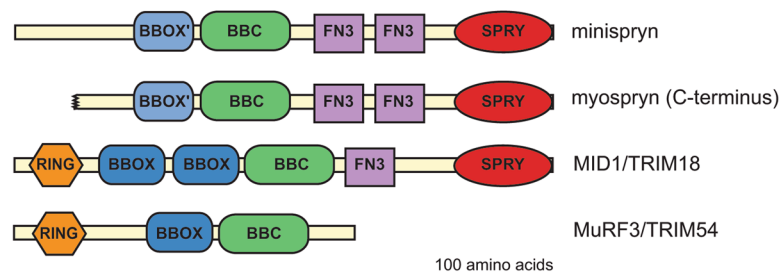 BBOX' BBC FN3 FN3 SPRY minispryn
BBOX' BBC FN3 FN3 SPRY myospryn (C-terminus)
RING BBOX BBOX BBC FN3 SPRY MID1/TRIM18
RING BBOX BBC MuRF3/TRIM54
100 amino acids